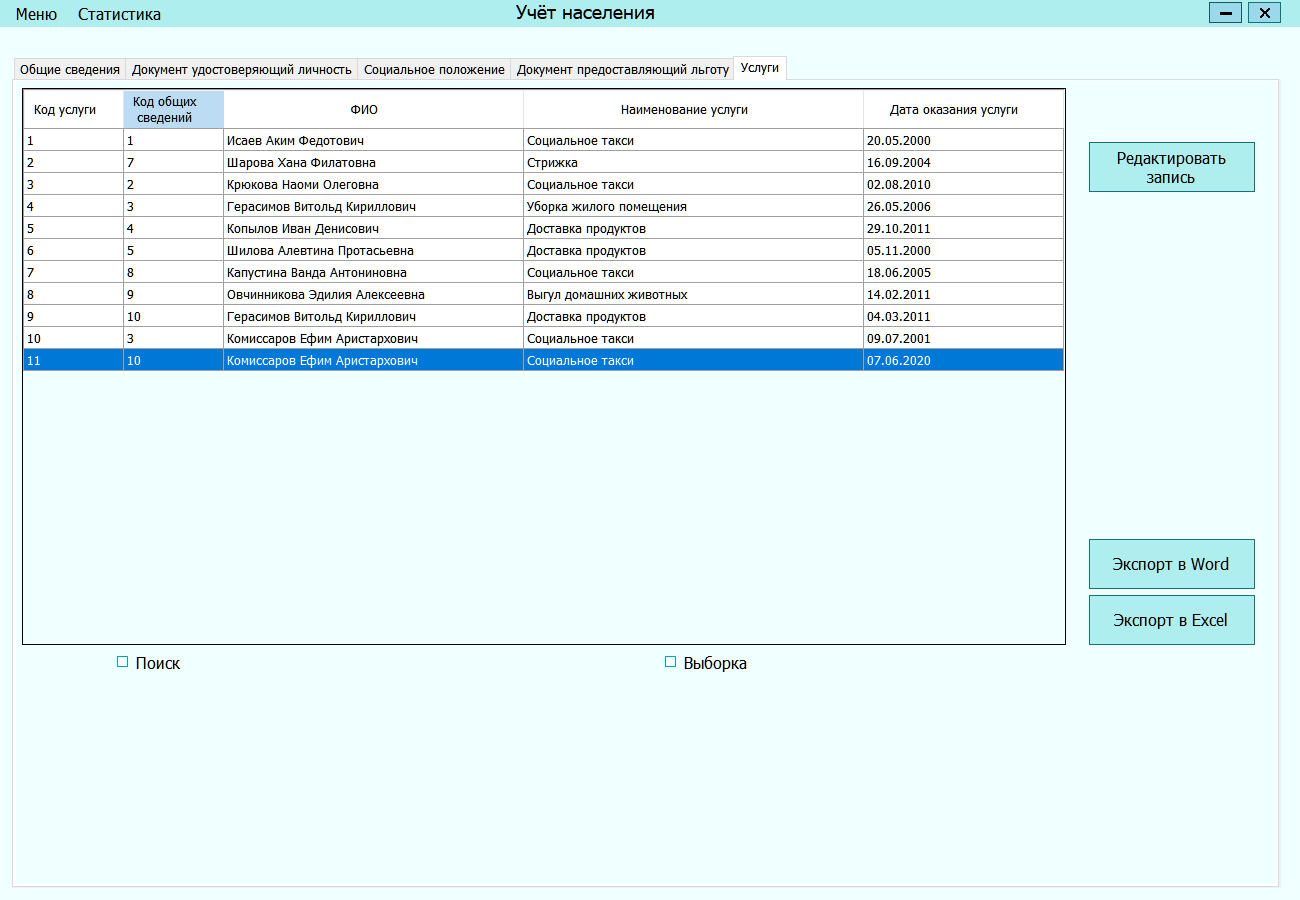 Меню Статистика Учёт населения
Общие сведения Документ удостоверяющий личность Социальное положение Документ предоставляющий льготу Услуги
Код услуги Код общих сведений ФИО Наименование услуги Дата оказания услуги
1 1 Исаев Аким Федотович Социальное такси 20.05.2000
2 7 Шарова Хана Филатовна Стрижка 16.09.2004
3 2 Крюкова Наоми Олеговна Социальное такси 02.08.2010
4 3 Герасимов Витольд Кириллович Уборка жилого помещения 26.05.2006
5 4 Копылов Иван Денисович Доставка продуктов 29.10.2011
6 5 Шилова Алевтина Протасьевна Доставка продуктов 05.11.2000
7 8 Капустина Ванда Антониновна Социальное такси 18.06.2005
8 9 Овчинникова Эдилия Алексеевна Выгул домашних животных 14.02.2011
9 10 Герасимов Витольд Кириллович Доставка продуктов 04.03.2011
10 3 Комиссаров Ефим Аристархович Социальное такси 09.07.2001
11 10 Комиссаров Ефим Аристархович Социальное такси 07.06.2020
Редактировать
запись
Экспорт в Word
Экспорт в Excel
Поиск Выборка